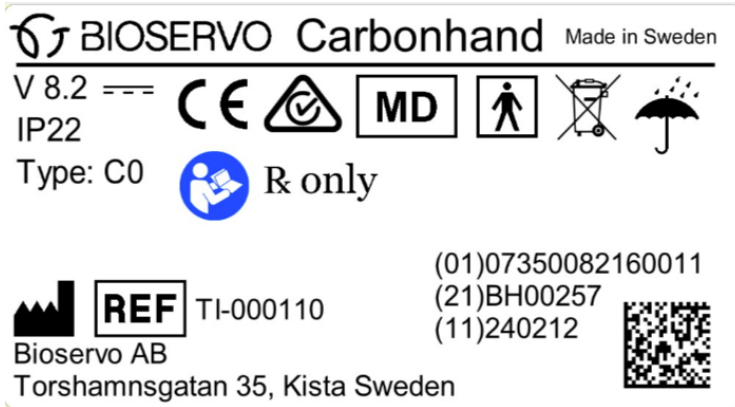 BIOSERVO Carbonhand Made in Sweden
V 8.2
IP22
Type: C0
CE MD
℞ only
(01)07350082160011
(21)BH00257
(11)240212
REF TI-000110
Bioservo AB
Torshamnsgatan 35, Kista Sweden